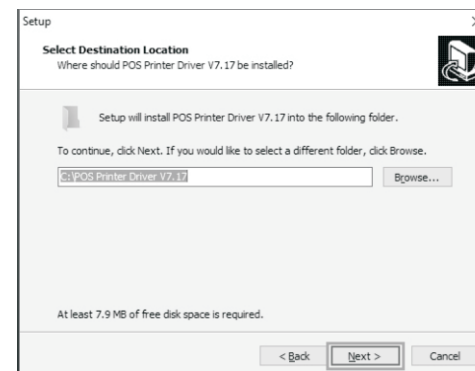 Setup
Select Destination Location
Where should POS Printer Driver V7.17 be installed?
Setup will install POS Printer Driver V7.17 into the following folder.
To continue, click Next. If you would like to select a different folder, click Browse.
C:\POS Printer Driver V7.17
Browse...
At least 7.9 MB of free disk space is required.
< Back
Next >
Cancel